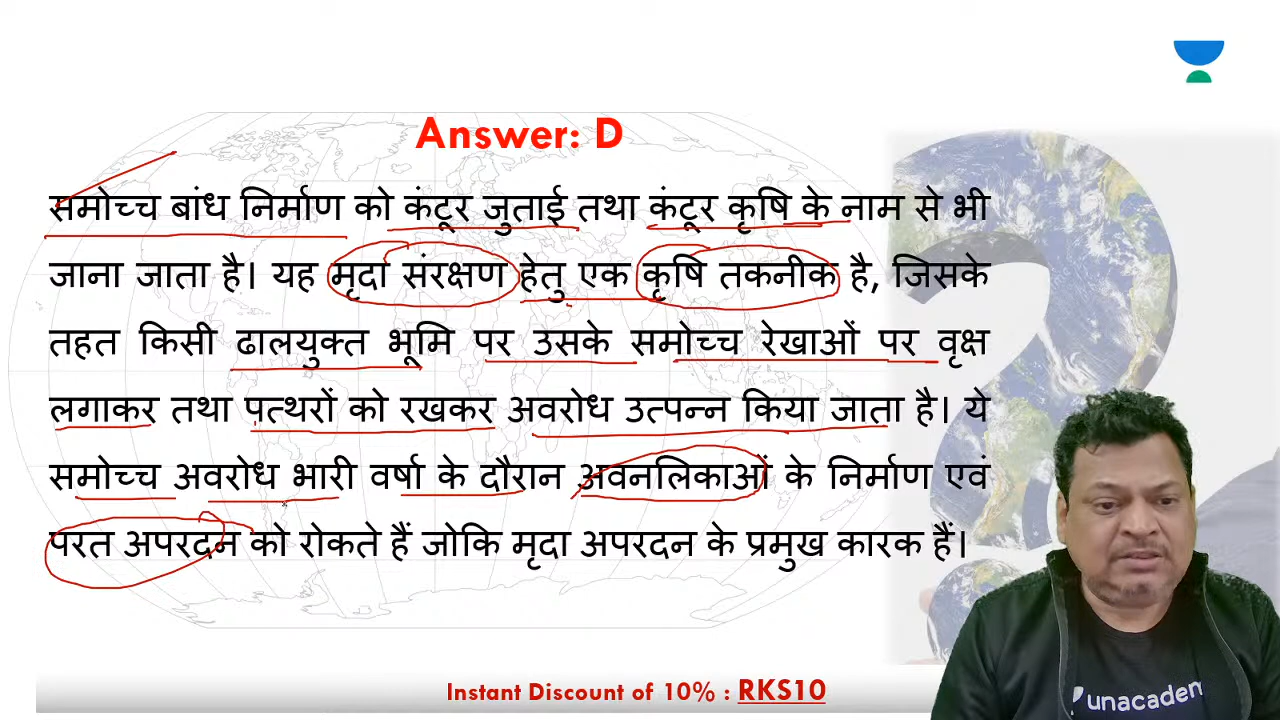 Answer: D
समोच्च बांध निर्माण को कंटूर जुताई तथा कंटूर कृषि के नाम से भी
जाना जाता है। यह मृदा संरक्षण हेतु एक कृषि तकनीक है, जिसके
तहत किसी ढालयुक्त भूमि पर उसके समोच्च रेखाओं पर वृक्ष
लगाकर तथा पत्थरों को रखकर अवरोध उत्पन्न किया जाता है। ये
समोच्च अवरोध भारी वर्षा के दौरान अवनलिकाओं के निर्माण एवं
परत अपरदन को रोकते हैं जोकि मृदा अपरदन के प्रमुख कारक हैं।
unacadem
Instant Discount of 10% : RKS10